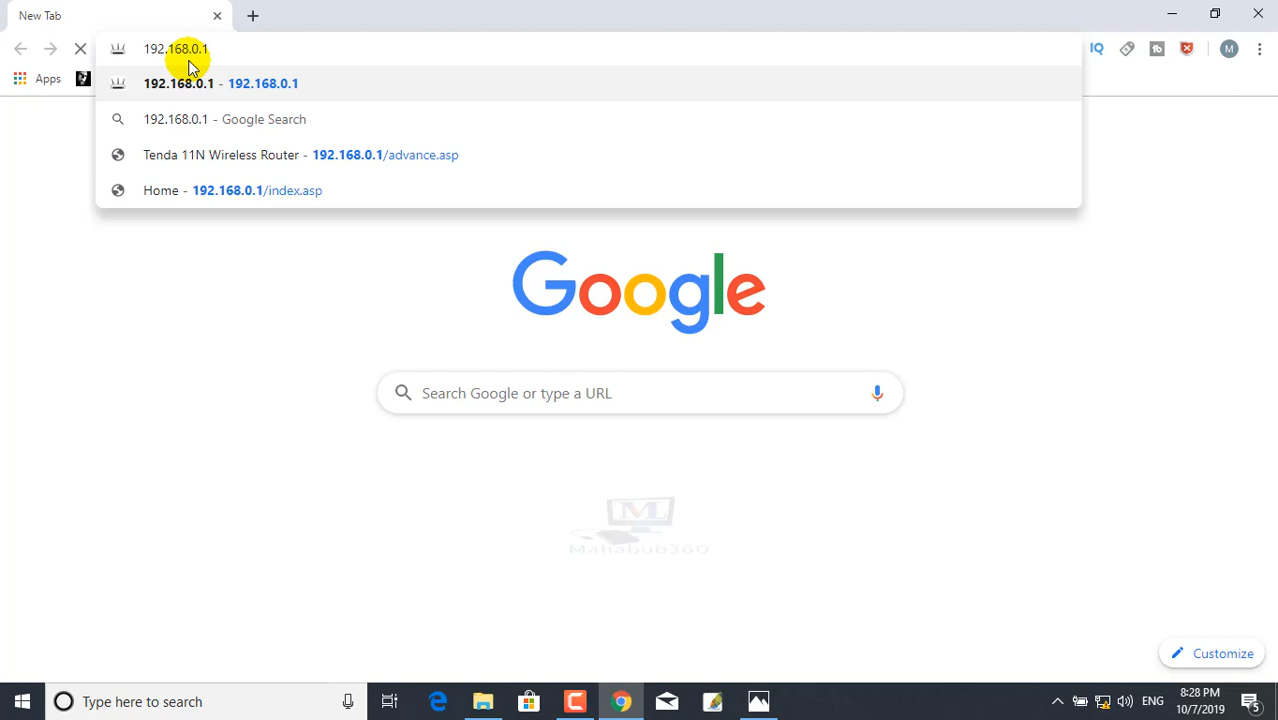 New Tab
192.168.0.1
IQ
M
Apps
192.168.0.1 - 192.168.0.1
192.168.0.1 - Google Search
Tenda 11N Wireless Router - 192.168.0.1/advance.asp
Home - 192.168.0.1/index.asp
Google
Search Google or type a URL
M
Mahabub360
Customize
Type here to search
ENG
8:28 PM
10/7/2019
5